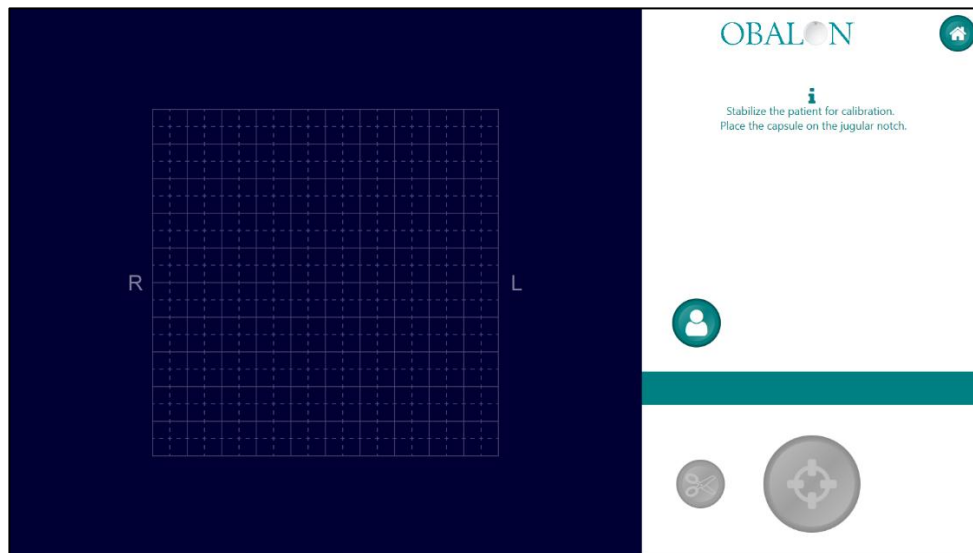 OBALON
Stabilize the patient for calibration.
Place the capsule on the jugular notch.
R
L